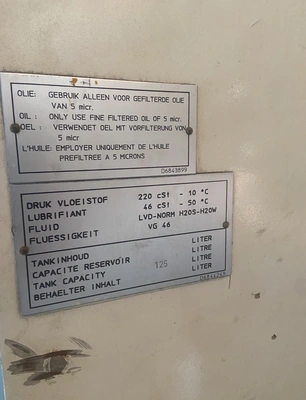 OLIE: GEBRUIK ALLEEN VOOR GEFILTERDE OLIE
VAN 5 micr.
OIL : ONLY USE FINE FILTERED OIL OF 5 micr.
OEL : VERWENDET OEL MIT VORFILTERUNG VON
5 micr
L'HUILE: EMPLOYER UNIQUEMENT DE L'HUILE
PREFILTREE A 5 MICRONS
D6843899
DRUK VLOEISTOF 220 cSt - 10 °C
LUBRIFIANT 46 cSt - 50 °C
FLUID LVD-NORM H20S-H20W
FLUESSIGKEIT VG 46
TANKINHOUD LITER
CAPACITE RESERVOIR 125 LITRE
TANK CAPACITY LITRE
BEHAELTER INHALT LITER